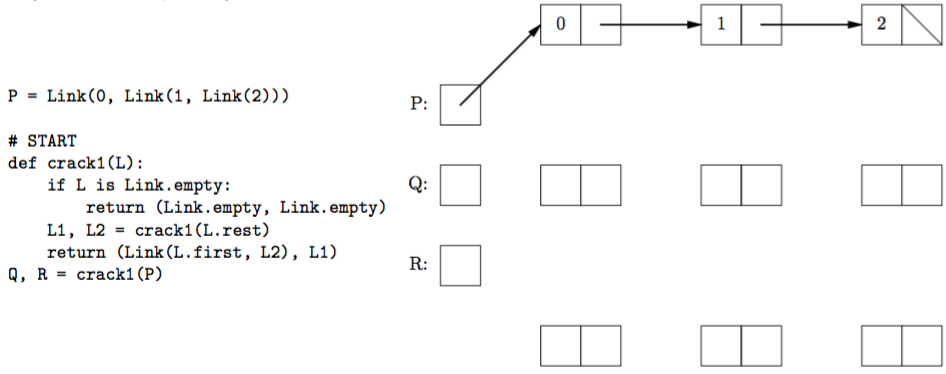 0 1 2
P = Link(0, Link(1, Link(2)))
P:
# START
def crack1(L):
    if L is Link.empty:
        return (Link.empty, Link.empty)
    L1, L2 = crack1(L.rest)
    return (Link(L.first, L2), L1)
Q, R = crack1(P)
Q:
R: